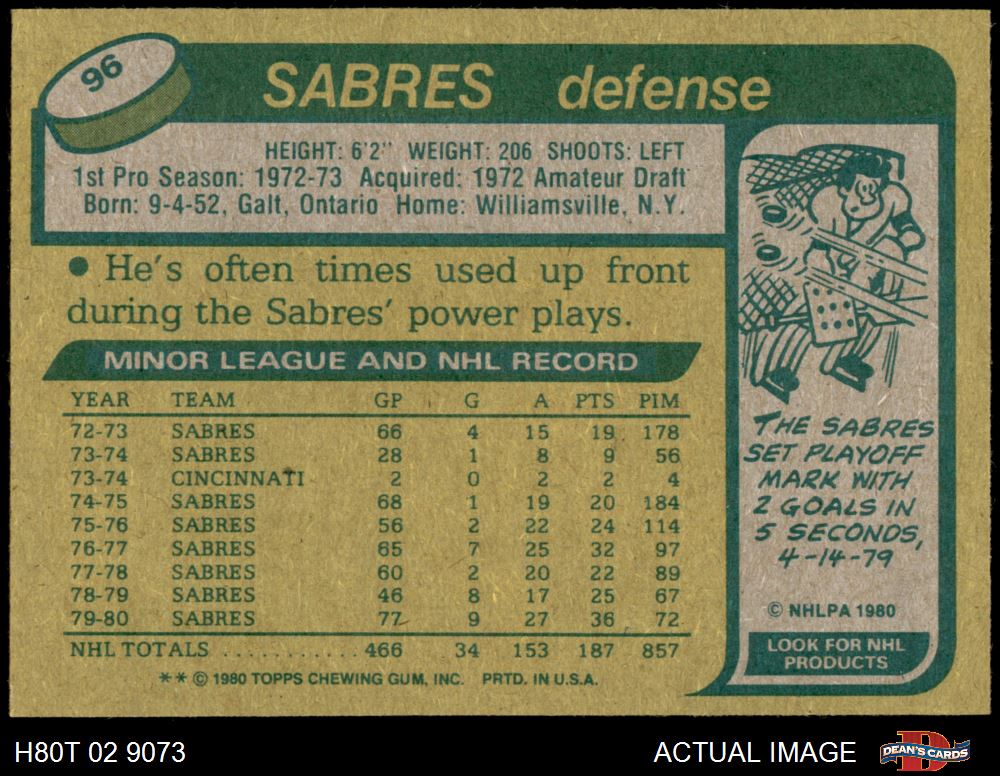 96
SABRES defense
HEIGHT: 6'2" WEIGHT: 206 SHOOTS: LEFT
1st Pro Season: 1972-73 Acquired: 1972 Amateur Draft
Born: 9-4-52, Galt, Ontario Home: Williamsville, N.Y.
● He's often times used up front
during the Sabres' power plays.
MINOR LEAGUE AND NHL RECORD
YEAR TEAM GP G A PTS PIM
72-73 SABRES 66 4 15 19 178
73-74 SABRES 28 1 8 9 56
73-74 CINCINNATI 2 0 2 2 4
74-75 SABRES 68 1 19 20 184
75-76 SABRES 56 2 22 24 114
76-77 SABRES 65 7 25 32 97
77-78 SABRES 60 2 20 22 89
78-79 SABRES 46 8 17 25 67
79-80 SABRES 77 9 27 36 72
NHL TOTALS ........... 466 34 153 187 857
** © 1980 TOPPS CHEWING GUM, INC. PRTD. IN U.S.A.
THE SABRES
SET PLAYOFF
MARK WITH
2 GOALS IN
5 SECONDS,
4-14-79
© NHLPA 1980
LOOK FOR NHL
PRODUCTS
H80T 02 9073
ACTUAL IMAGE
D
DEAN'S CARDS